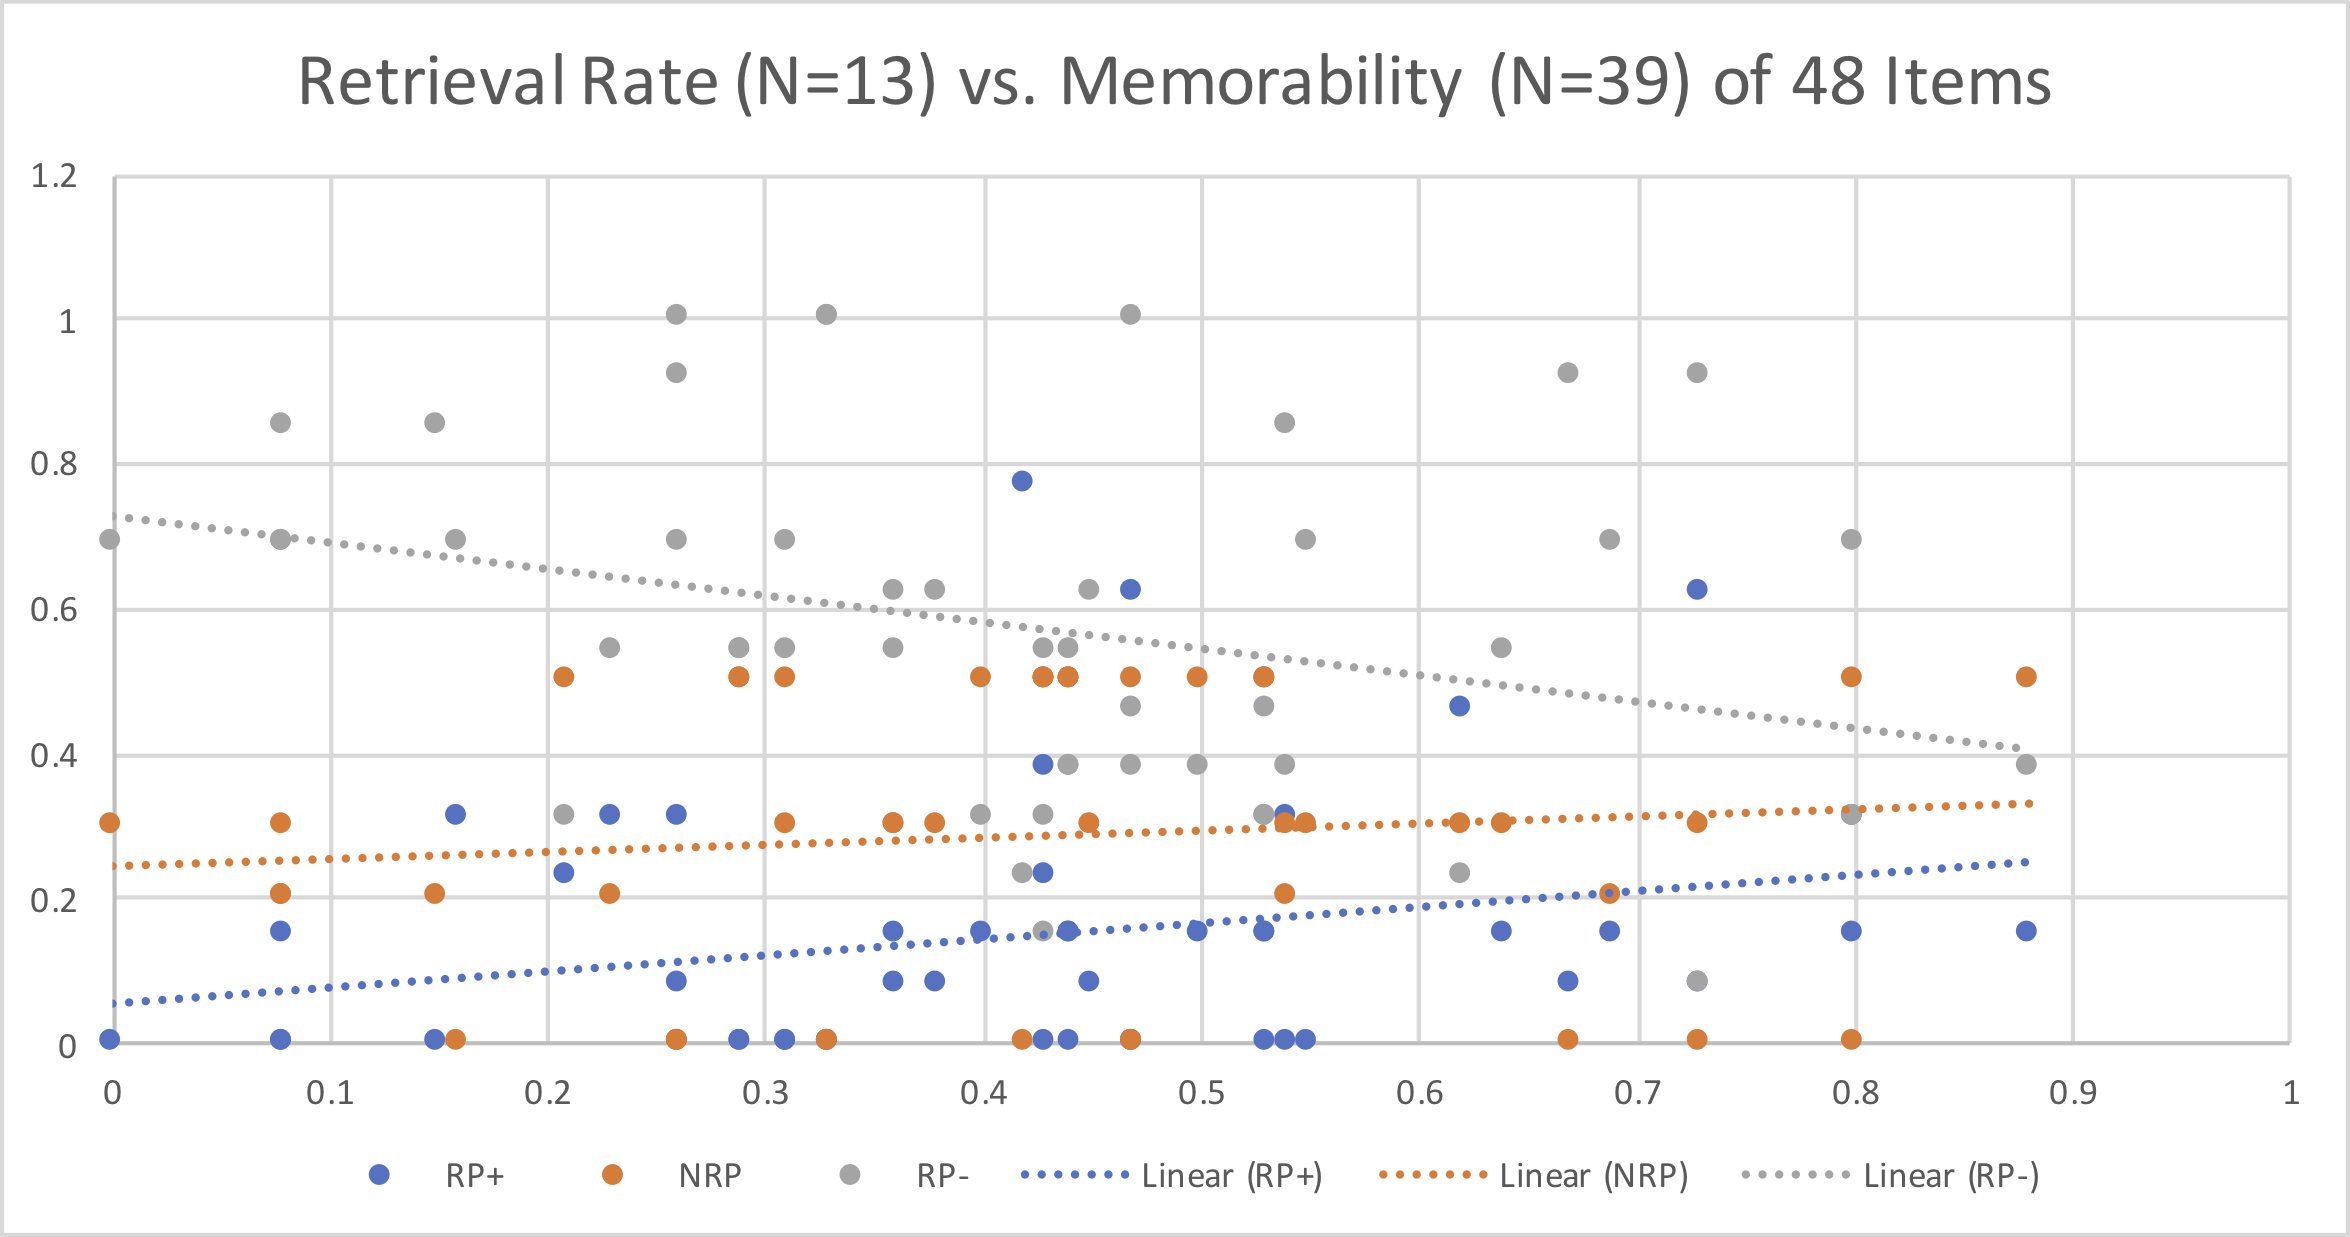 Retrieval Rate (N=13) vs. Memorability (N=39) of 48 Items
1.2
1
0.8
0.6
0.4
0.2
0
0 0.1 0.2 0.3 0.4 0.5 0.6 0.7 0.8 0.9 1
RP+ NRP RP- Linear (RP+) Linear (NRP) Linear (RP-)